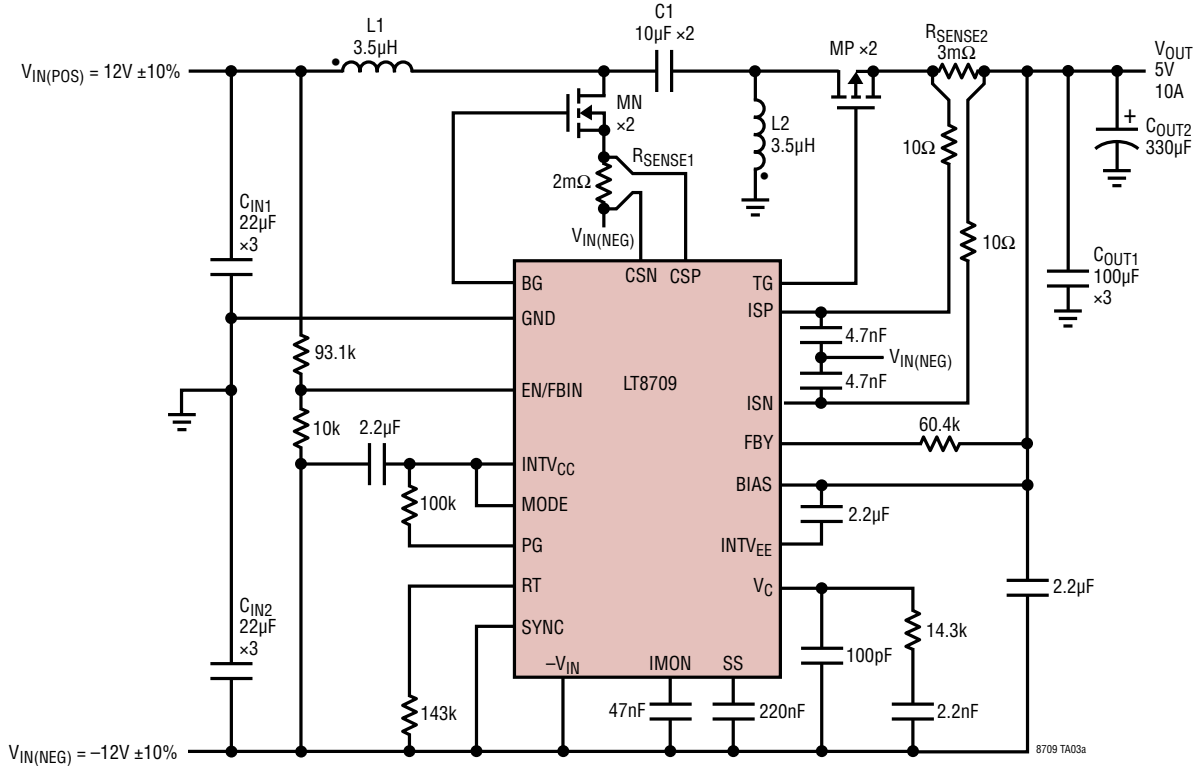 L1
3.5µH
C1
10µF ×2
MP ×2
RSENSE2
3mΩ
VOUT
5V
10A
VIN(POS) = 12V ±10%
MN
×2
L2
3.5µH
10Ω
+
COUT2
330µF
RSENSE1
2mΩ
VIN(NEG)
CIN1
22µF
×3
10Ω
COUT1
100µF
×3
CSN
CSP
BG
TG
GND
ISP
4.7nF
VIN(NEG)
4.7nF
93.1k
EN/FBIN
LT8709
ISN
10k
2.2µF
60.4k
FBY
INTVCC
BIAS
100k
MODE
2.2µF
PG
INTVEE
RT
VC
2.2µF
CIN2
22µF
×3
SYNC
14.3k
100pF
–VIN
IMON
SS
143k
47nF
220nF
2.2nF
VIN(NEG) = –12V ±10%
8709 TA03a